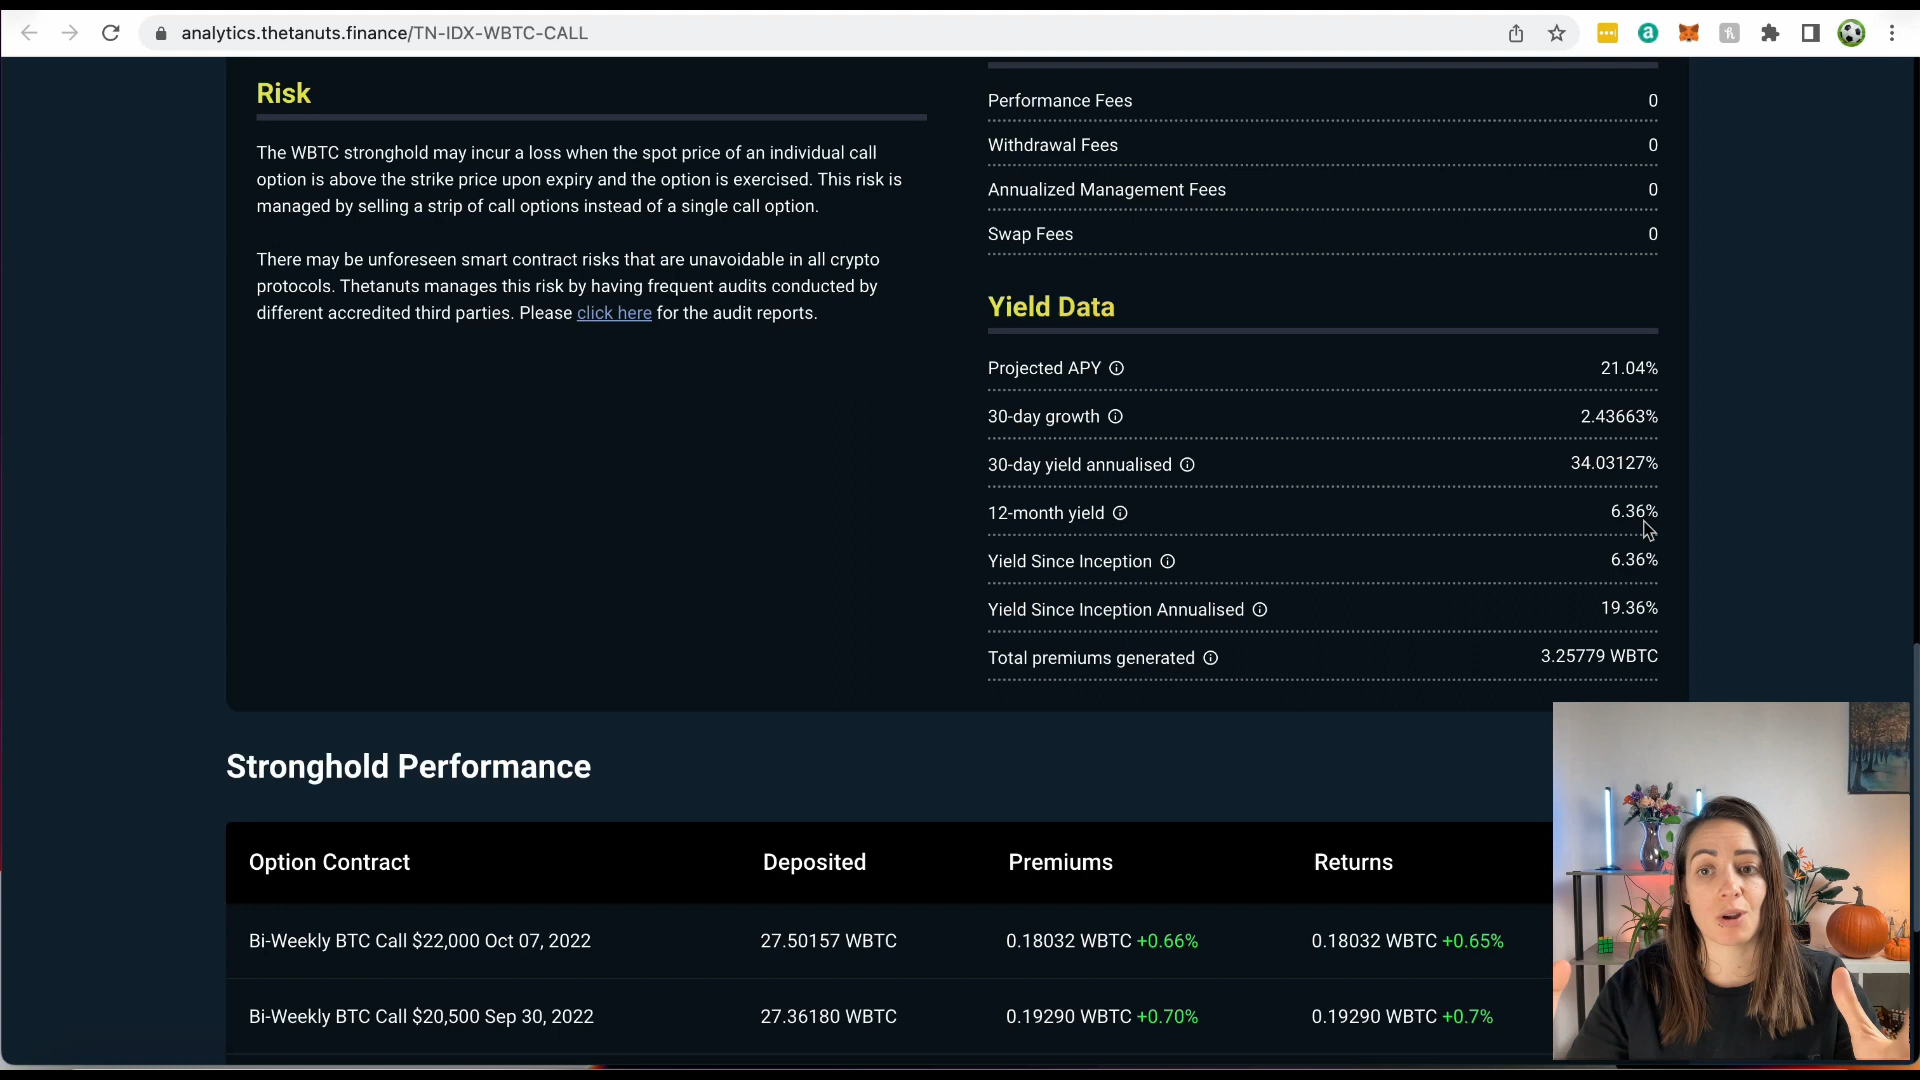 analytics.thetanuts.finance/TN-IDX-WBTC-CALL
Risk
The WBTC stronghold may incur a loss when the spot price of an individual call
option is above the strike price upon expiry and the option is exercised. This risk is
managed by selling a strip of call options instead of a single call option.
There may be unforeseen smart contract risks that are unavoidable in all crypto
protocols. Thetanuts manages this risk by having frequent audits conducted by
different accredited third parties. Please click here for the audit reports.
Performance Fees 0
Withdrawal Fees 0
Annualized Management Fees 0
Swap Fees 0
Yield Data
Projected APY 21.04%
30-day growth 2.43663%
30-day yield annualised 34.03127%
12-month yield 6.36%
Yield Since Inception 6.36%
Yield Since Inception Annualised 19.36%
Total premiums generated 3.25779 WBTC
Stronghold Performance
Option Contract Deposited Premiums Returns
Bi-Weekly BTC Call $22,000 Oct 07, 2022 27.50157 WBTC 0.18032 WBTC +0.66% 0.18032 WBTC +0.65%
Bi-Weekly BTC Call $20,500 Sep 30, 2022 27.36180 WBTC 0.19290 WBTC +0.70% 0.19290 WBTC +0.7%